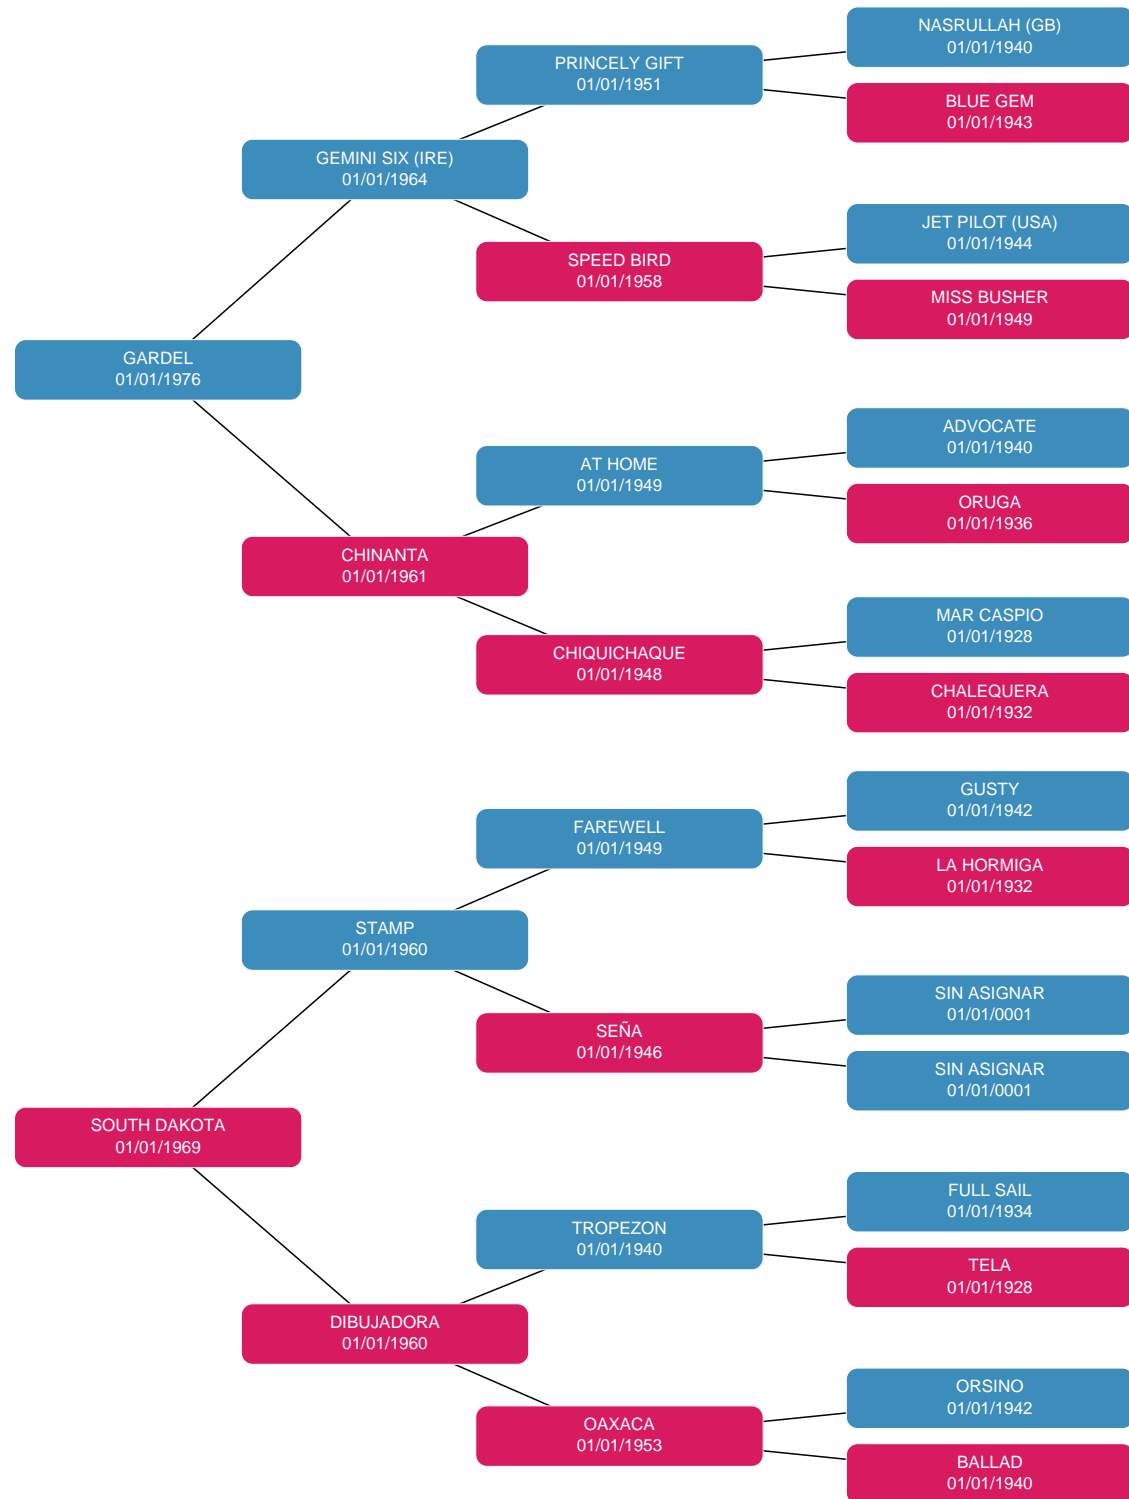 NASRULLAH (GB)
01/01/1940
PRINCELY GIFT
01/01/1951
BLUE GEM
01/01/1943
GEMINI SIX (IRE)
01/01/1964
JET PILOT (USA)
01/01/1944
SPEED BIRD
01/01/1958
MISS BUSHER
01/01/1949
GARDEL
01/01/1976
ADVOCATE
01/01/1940
AT HOME
01/01/1949
ORUGA
01/01/1936
CHINANTA
01/01/1961
MAR CASPIO
01/01/1928
CHIQUICHAQUE
01/01/1948
CHALEQUERA
01/01/1932
GUSTY
01/01/1942
FAREWELL
01/01/1949
LA HORMIGA
01/01/1932
STAMP
01/01/1960
SIN ASIGNAR
01/01/0001
SEÑA
01/01/1946
SIN ASIGNAR
01/01/0001
SOUTH DAKOTA
01/01/1969
FULL SAIL
01/01/1934
TROPEZON
01/01/1940
TELA
01/01/1928
DIBUJADORA
01/01/1960
ORSINO
01/01/1942
OAXACA
01/01/1953
BALLAD
01/01/1940